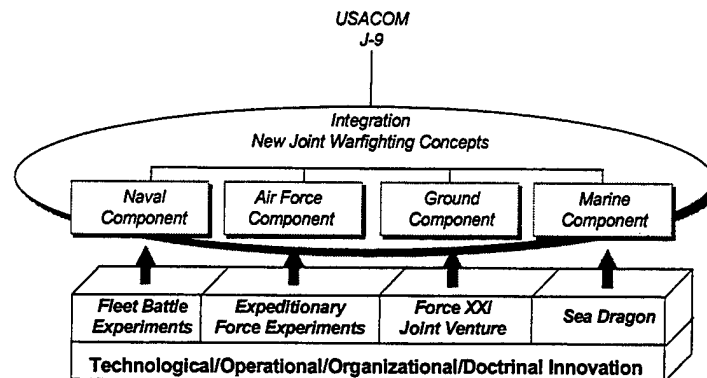 USACOM
J-9
Integration
New Joint Warfighting Concepts
Naval
Component
Air Force
Component
Ground
Component
Marine
Component
Fleet Battle
Experiments
Expeditionary
Force Experiments
Force XXI
Joint Venture
Sea Dragon
Technological/Operational/Organizational/Doctrinal Innovation